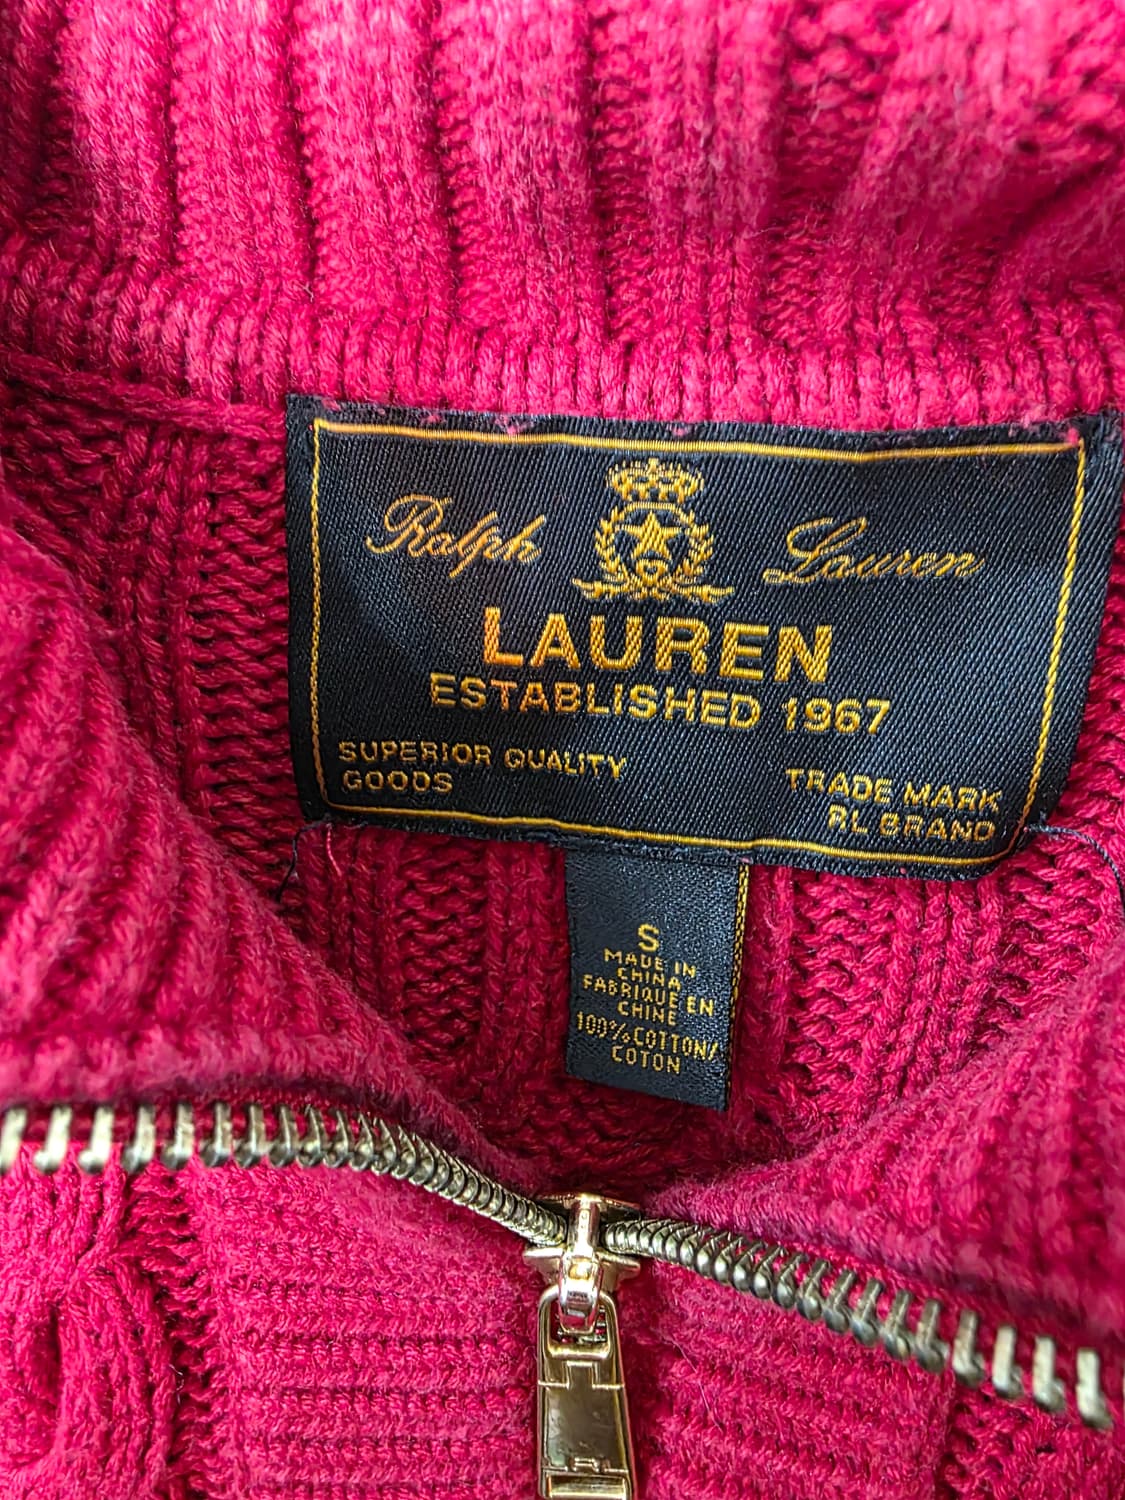 Ralph Lauren
LAUREN
ESTABLISHED 1967
SUPERIOR QUALITY
GOODS
TRADE MARK
RL BRAND
S
MADE IN
CHINA
FABRIQUE EN
CHINE
100% COTTON/
COTON
RL